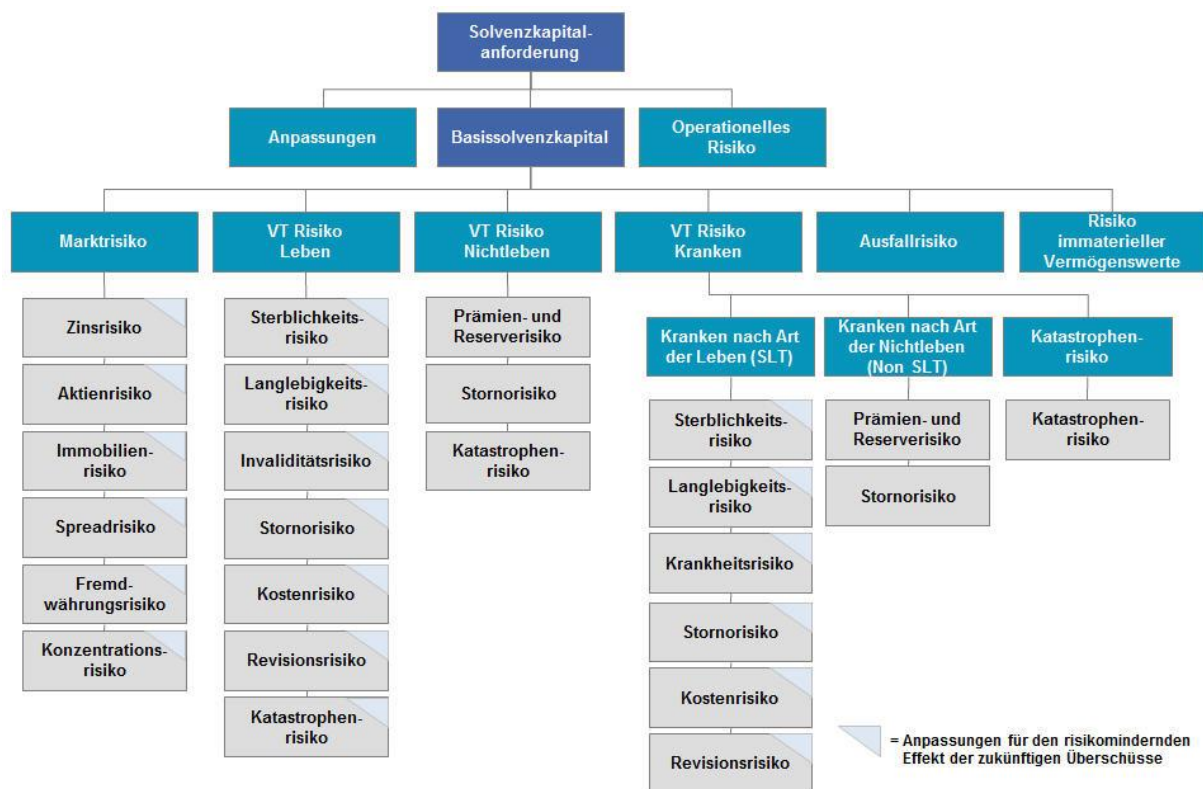 Solvenzkapital-
anforderung
Anpassungen
Basissolvenzkapital
Operationelles
Risiko
Marktrisiko
VT Risiko
Leben
VT Risiko
Nichtleben
VT Risiko
Kranken
Ausfallrisiko
Risiko
immaterieller
Vermögenswerte
Zinsrisiko
Aktienrisiko
Immobilien-
risiko
Spreadrisiko
Fremd-
währungsrisiko
Konzentrations-
risiko
Sterblichkeits-
risiko
Langlebigkeits-
risiko
Invaliditätsrisiko
Stornorisiko
Kostenrisiko
Revisionsrisiko
Katastrophen-
risiko
Prämien- und
Reserverisiko
Stornorisiko
Katastrophen-
risiko
Kranken nach Art
der Leben (SLT)
Sterblichkeits-
risiko
Langlebigkeits-
risiko
Krankheitsrisiko
Stornorisiko
Kostenrisiko
Revisionsrisiko
Kranken nach Art
der Nichtleben
(Non SLT)
Prämien- und
Reserverisiko
Stornorisiko
Katastrophen-
risiko
Katastrophen-
risiko
= Anpassungen für den risikomindernden
Effekt der zukünftigen Überschüsse